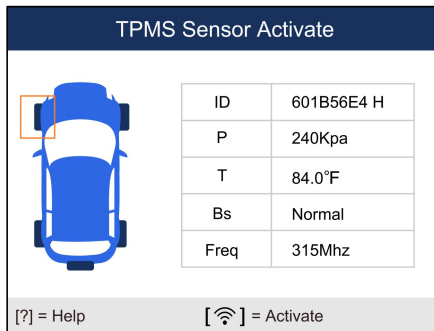 TPMS Sensor Activate
ID 601B56E4 H
P 240Kpa
T 84.0°F
Bs Normal
Freq 315Mhz
[?] = Help [ ] = Activate